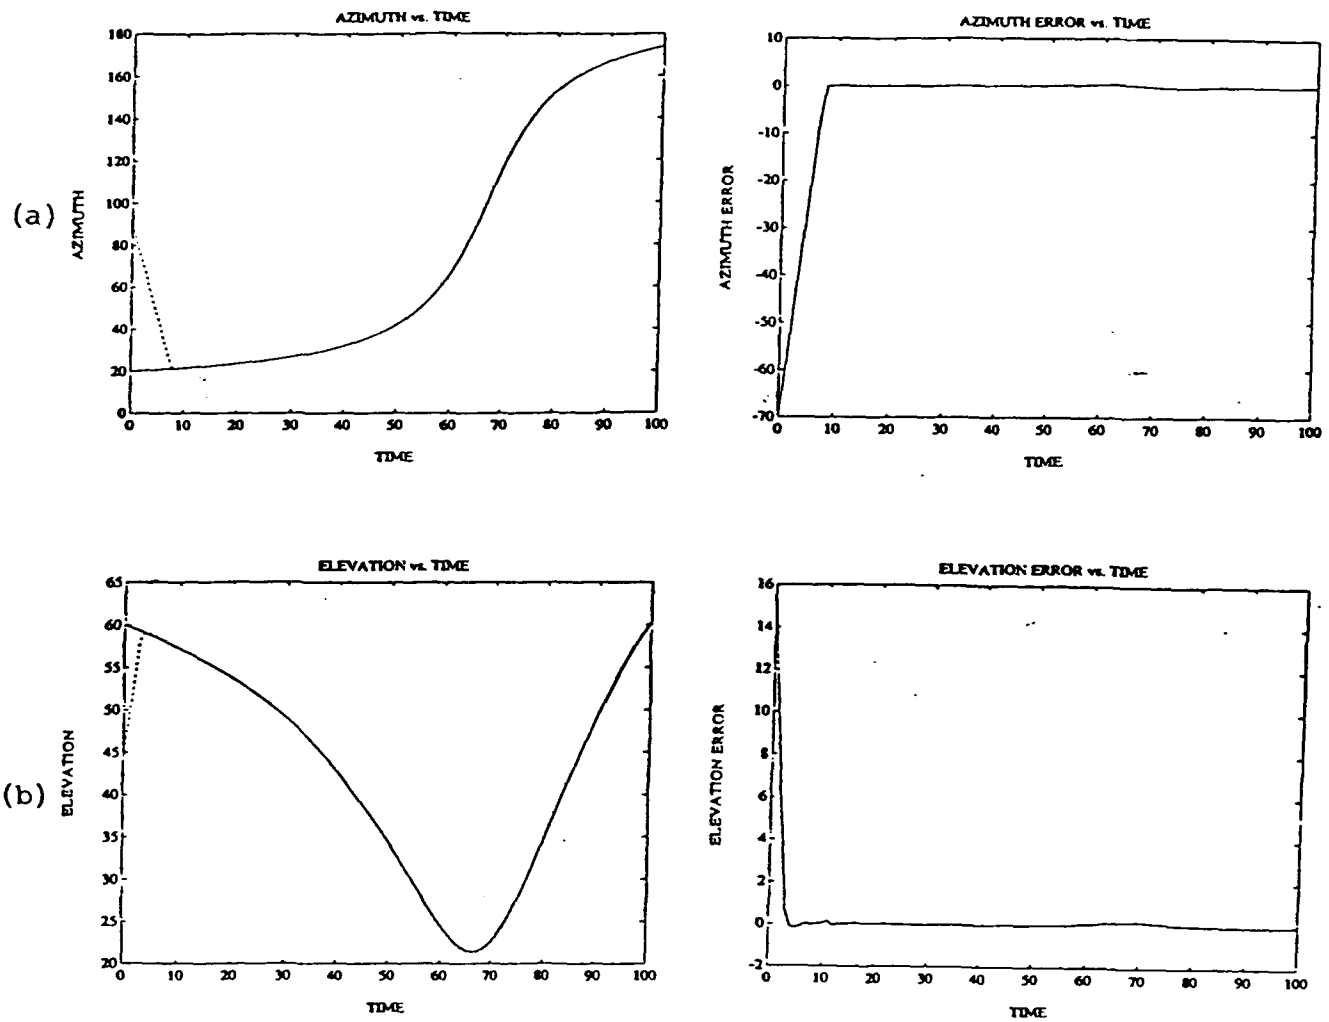 AZIMUTH vs. TIME
180
160
140
120
100
80
60
40
20
0
0 10 20 30 40 50 60 70 80 90 100
AZIMUTH
TIME
(a)
AZIMUTH ERROR vs. TIME
10
0
-10
-20
-30
-40
-50
-60
-70
0 10 20 30 40 50 60 70 80 90 100
AZIMUTH ERROR
TIME
ELEVATION vs. TIME
65
60
55
50
45
40
35
30
25
20
0 10 20 30 40 50 60 70 80 90 100
ELEVATION
TIME
(b)
ELEVATION ERROR vs. TIME
16
14
12
10
8
6
4
2
0
-2
0 10 20 30 40 50 60 70 80 90 100
ELEVATION ERROR
TIME